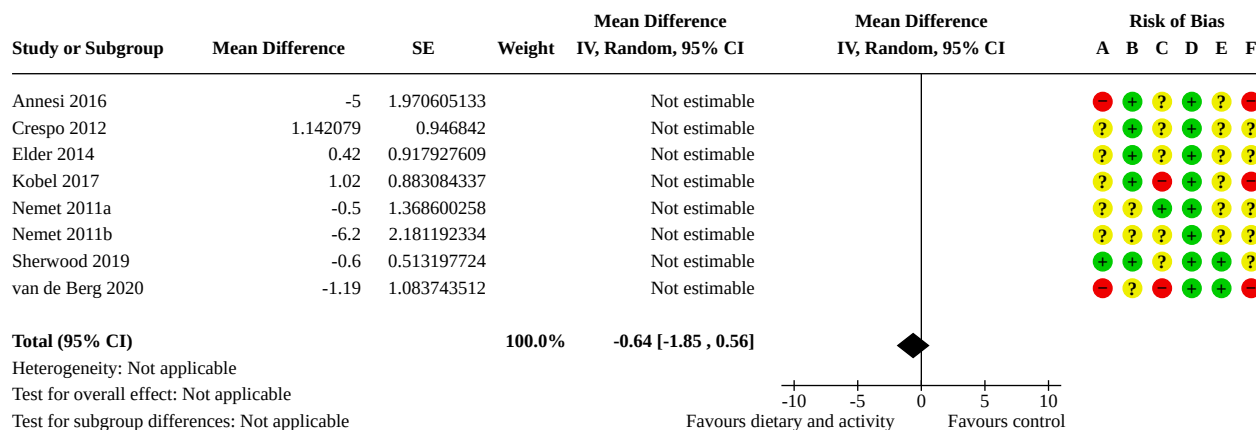 Mean Difference Mean Difference Risk of Bias
Study or Subgroup Mean Difference SE Weight IV, Random, 95% CI IV, Random, 95% CI A B C D E F
Annesi 2016 -5 1.970605133 Not estimable − + ? + ? −
Crespo 2012 1.142079 0.946842 Not estimable ? + ? + ? ?
Elder 2014 0.42 0.917927609 Not estimable ? + ? + ? ?
Kobel 2017 1.02 0.883084337 Not estimable ? + − + ? −
Nemet 2011a -0.5 1.368600258 Not estimable ? ? + + ? ?
Nemet 2011b -6.2 2.181192334 Not estimable ? ? ? + ? ?
Sherwood 2019 -0.6 0.513197724 Not estimable + + ? + + ?
van de Berg 2020 -1.19 1.083743512 Not estimable − ? − + + −
Total (95% CI) 100.0% -0.64 [-1.85 , 0.56]
Heterogeneity: Not applicable
Test for overall effect: Not applicable -10 -5 0 5 10
Test for subgroup differences: Not applicable Favours dietary and activity Favours control